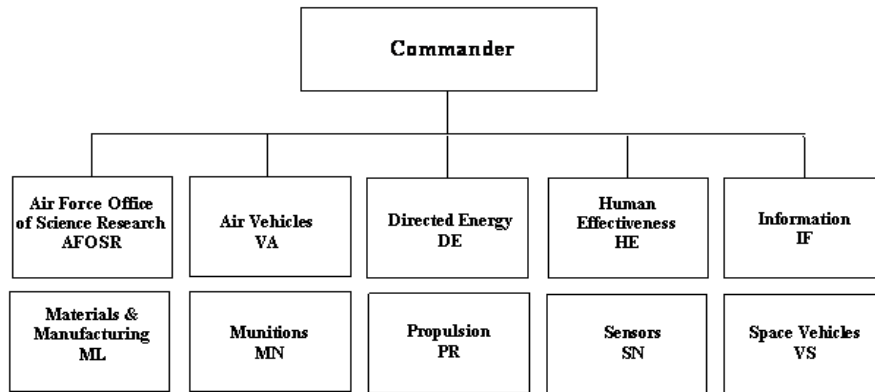 Commander
Air Force Office
of Science Research
AFOSR
Air Vehicles
VA
Directed Energy
DE
Human
Effectiveness
HE
Information
IF
Materials &
Manufacturing
ML
Munitions
MN
Propulsion
PR
Sensors
SN
Space Vehicles
VS